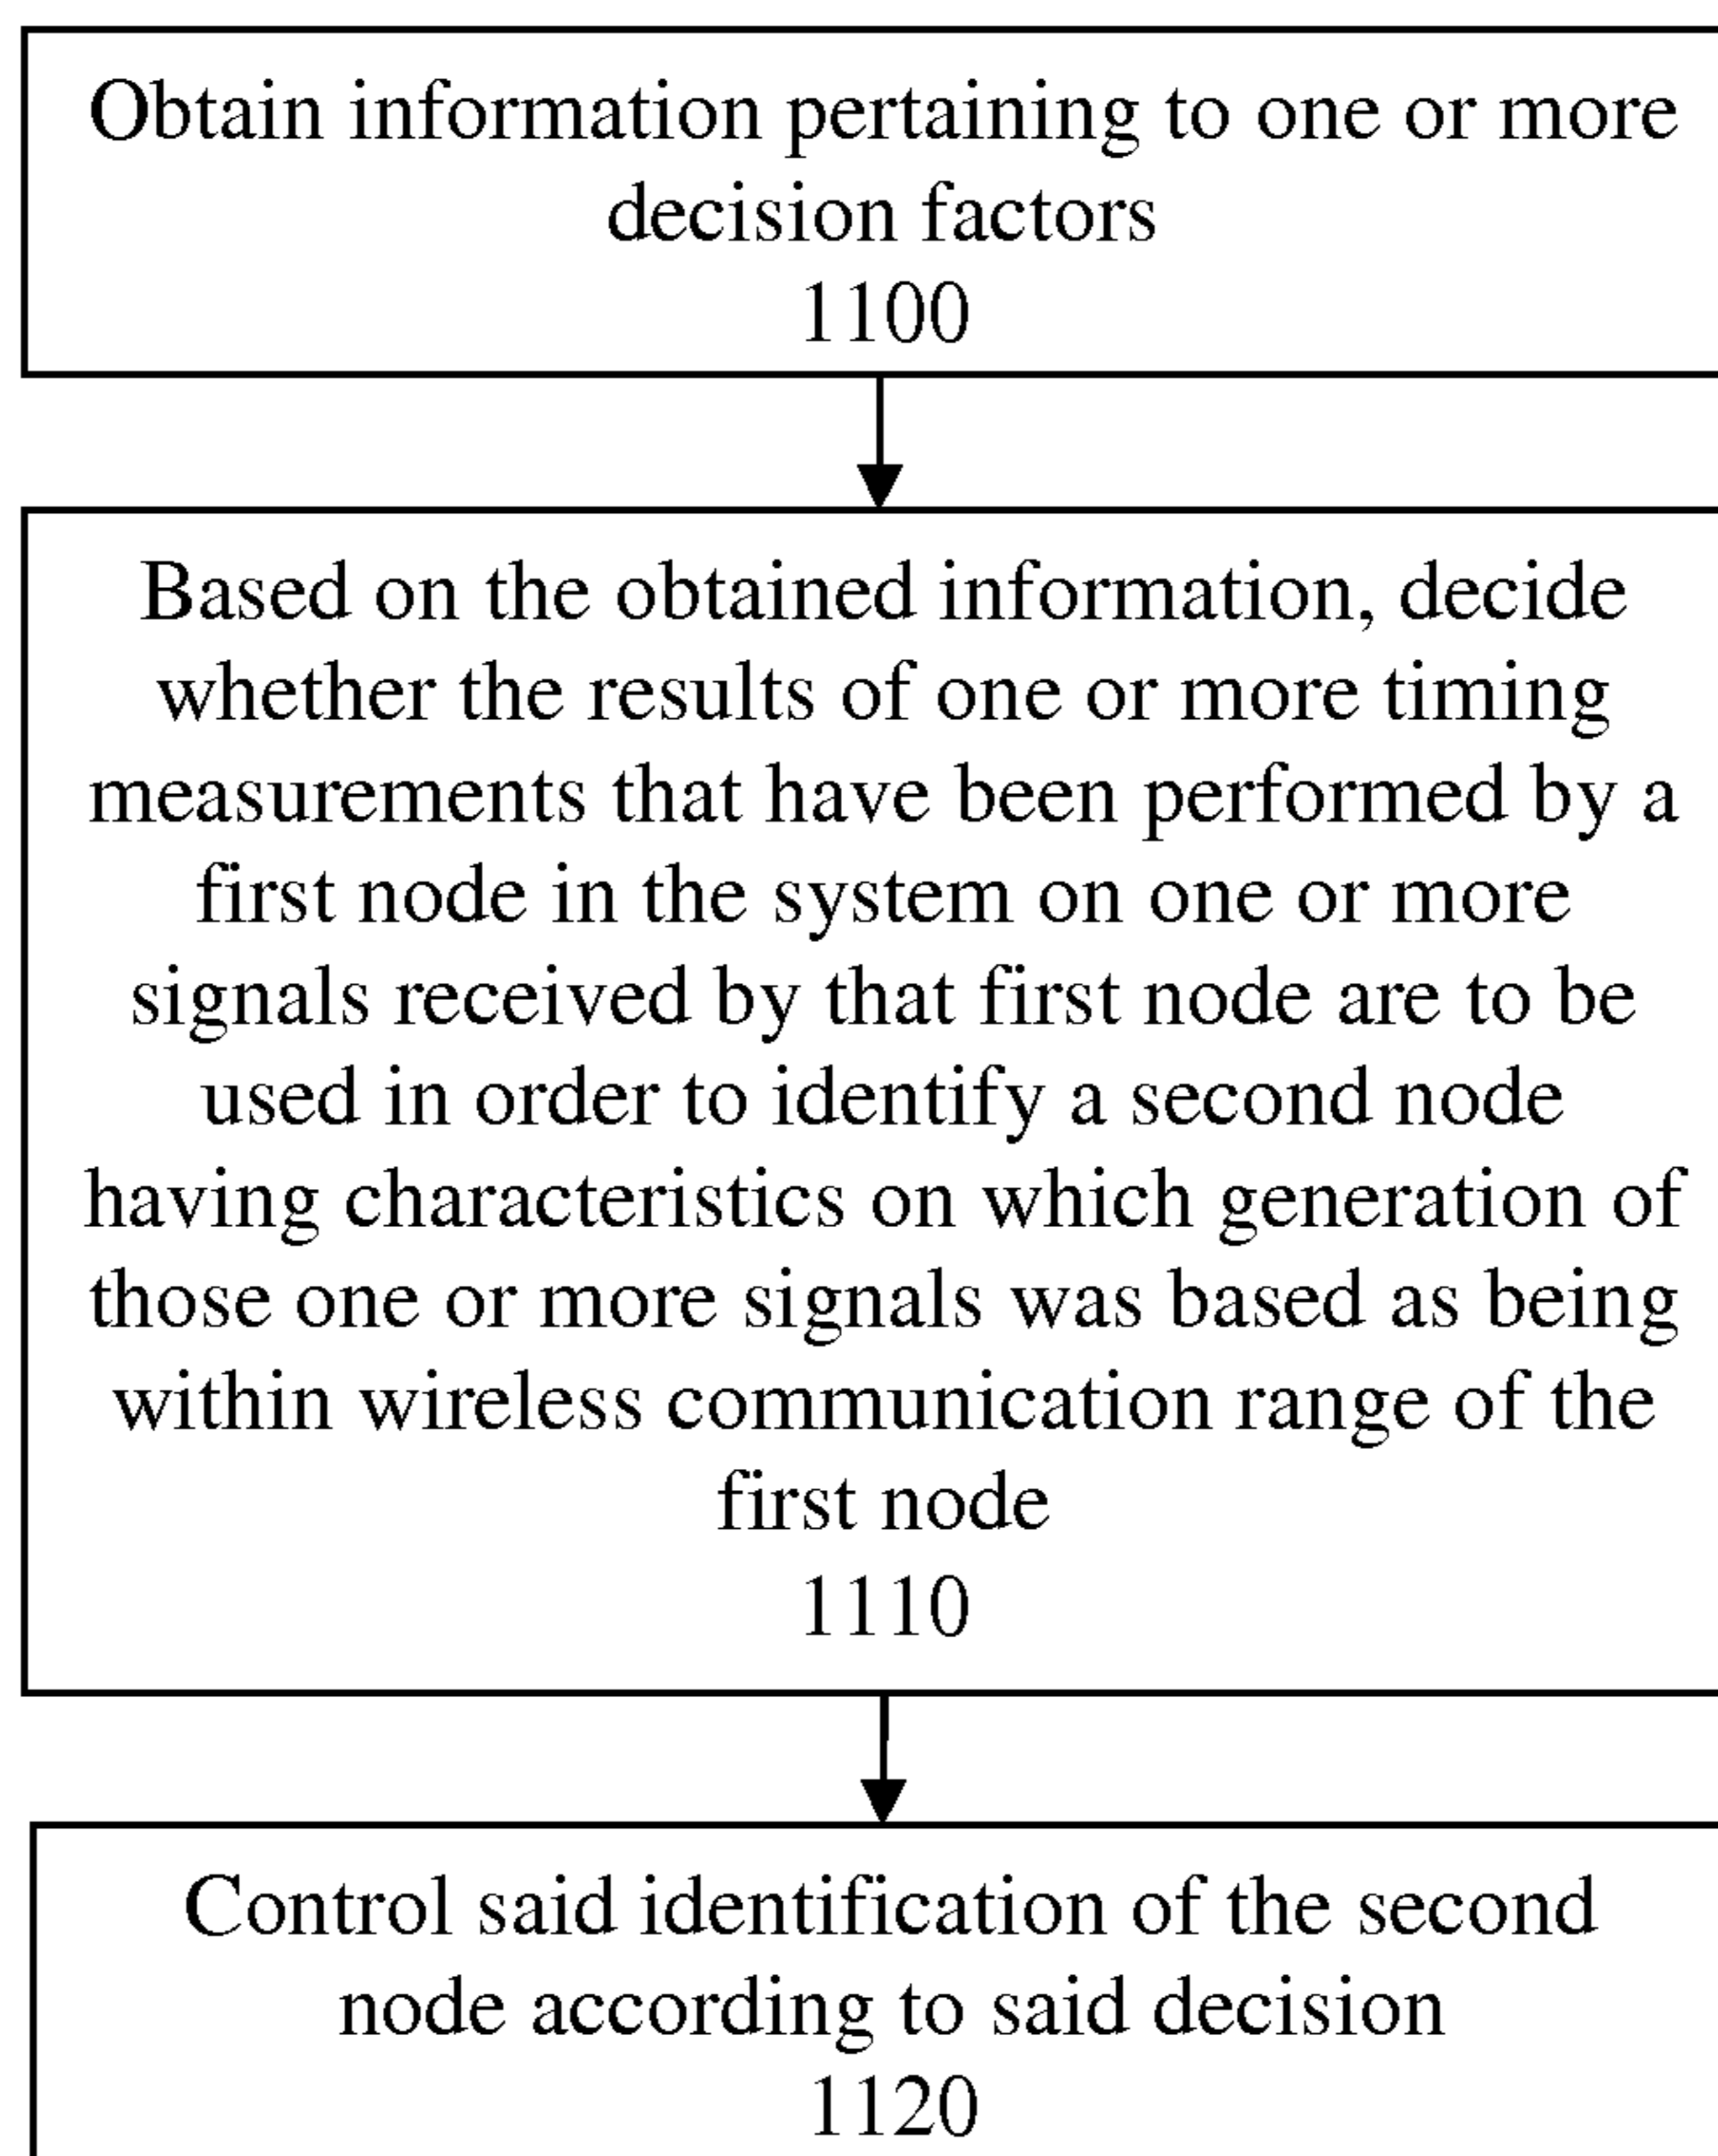 Obtain information pertaining to one or more
decision factors
1100
Based on the obtained information, decide
whether the results of one or more timing
measurements that have been performed by a
first node in the system on one or more
signals received by that first node are to be
used in order to identify a second node
having characteristics on which generation of
those one or more signals was based as being
within wireless communication range of the
first node
1110
Control said identification of the second
node according to said decision
1120